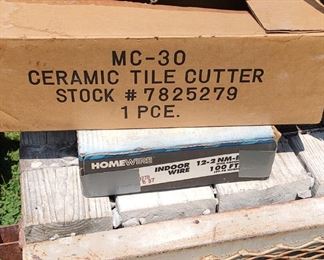 MC-30
CERAMIC TILE CUTTER
STOCK # 7825279
1 PCE.
HOMEWIRE
INDOOR WIRE
12-2 NM-
100 FT